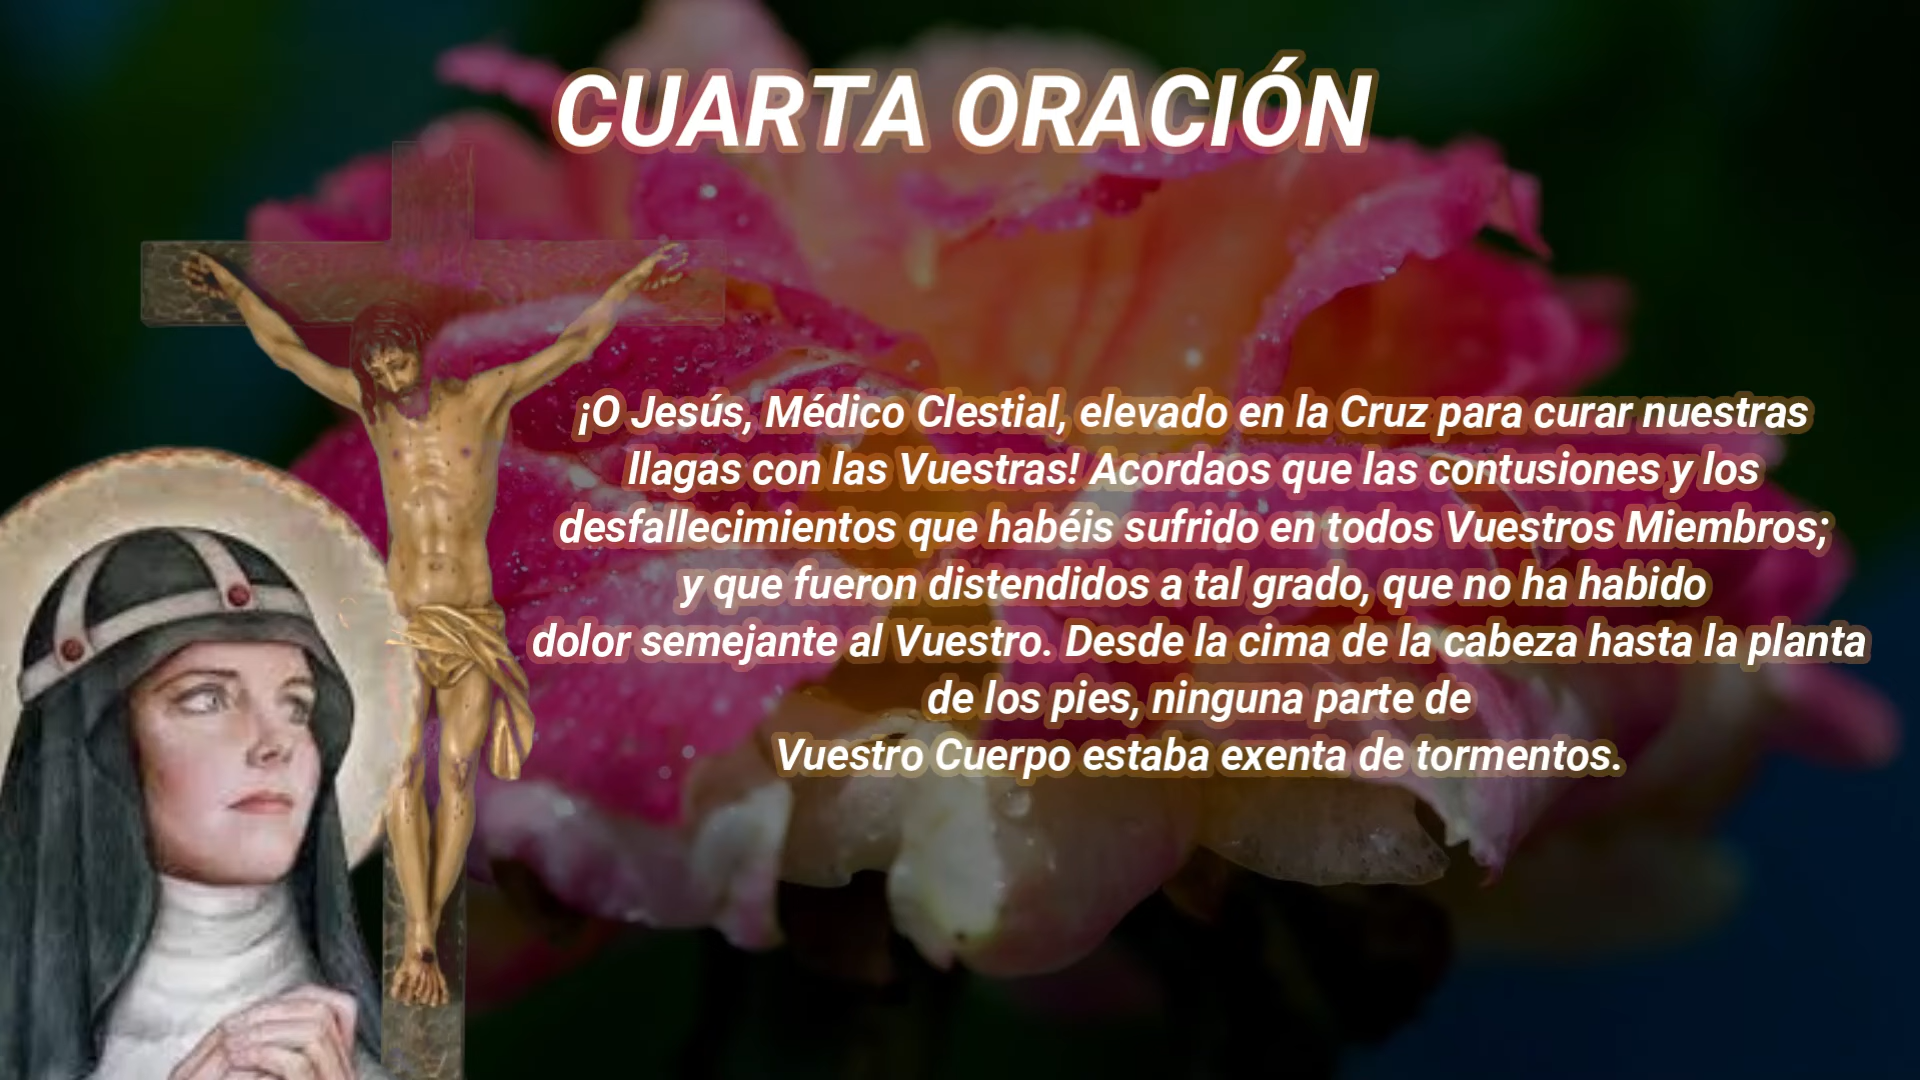 CUARTA ORACIÓN
¡O Jesús, Médico Clestial, elevado en la Cruz para curar nuestras
llagas con las Vuestras! Acordaos que las contusiones y los
desfallecimientos que habéis sufrido en todos Vuestros Miembros;
y que fueron distendidos a tal grado, que no ha habido
dolor semejante al Vuestro. Desde la cima de la cabeza hasta la planta
de los pies, ninguna parte de
Vuestro Cuerpo estaba exenta de tormentos.